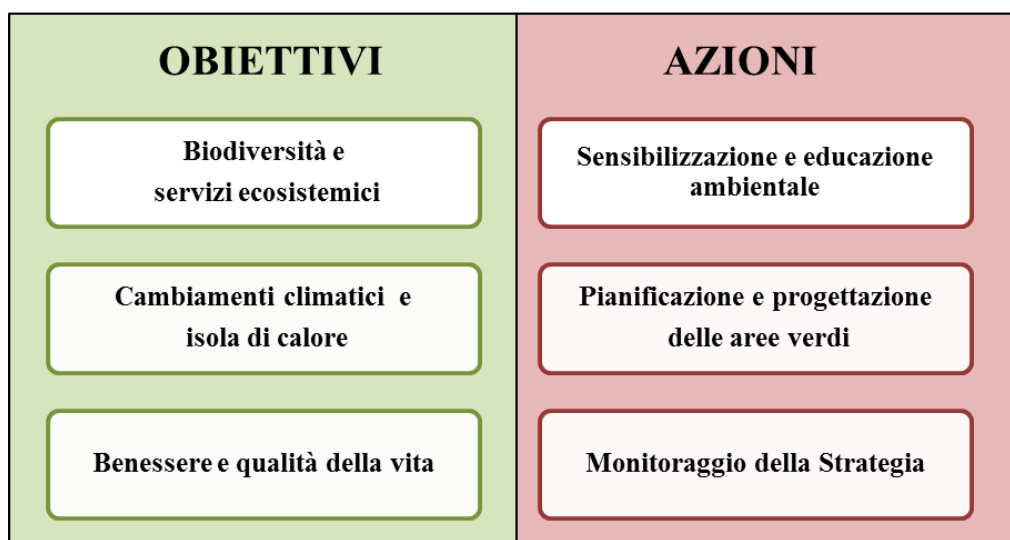 OBIETTIVI
Biodiversità e
servizi ecosistemici
Cambiamenti climatici e
isola di calore
Benessere e qualità della vita
AZIONI
Sensibilizzazione e educazione
ambientale
Pianificazione e progettazione
delle aree verdi
Monitoraggio della Strategia